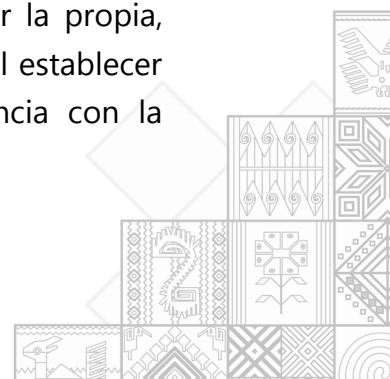 r la propia,
l establecer
ncia con la